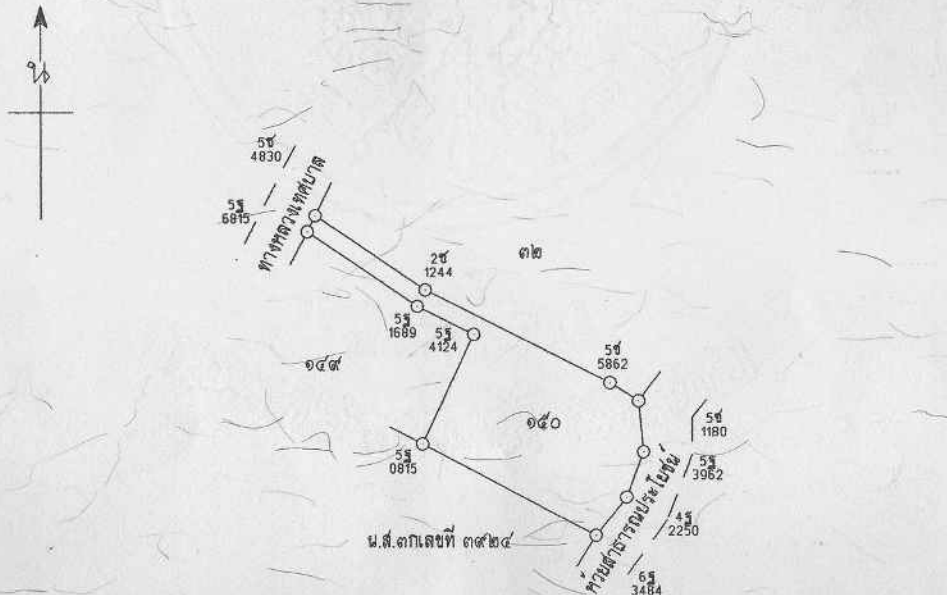 น
5ช
4830
5ฐ
6815
ทางหลวงเทศบาล
2ช
1244
๓๒
5ฐ
1689
5ฐ
4124
5ช
5862
๑๔๙
๑๕๐
5ช
1180
5ฐ
0815
5ฐ
3962
4ฐ
2250
น.ส.๓กเลขที่ ๓๙๒๔
ห้วยสาธารณประโยชน์
6ฐ
3484